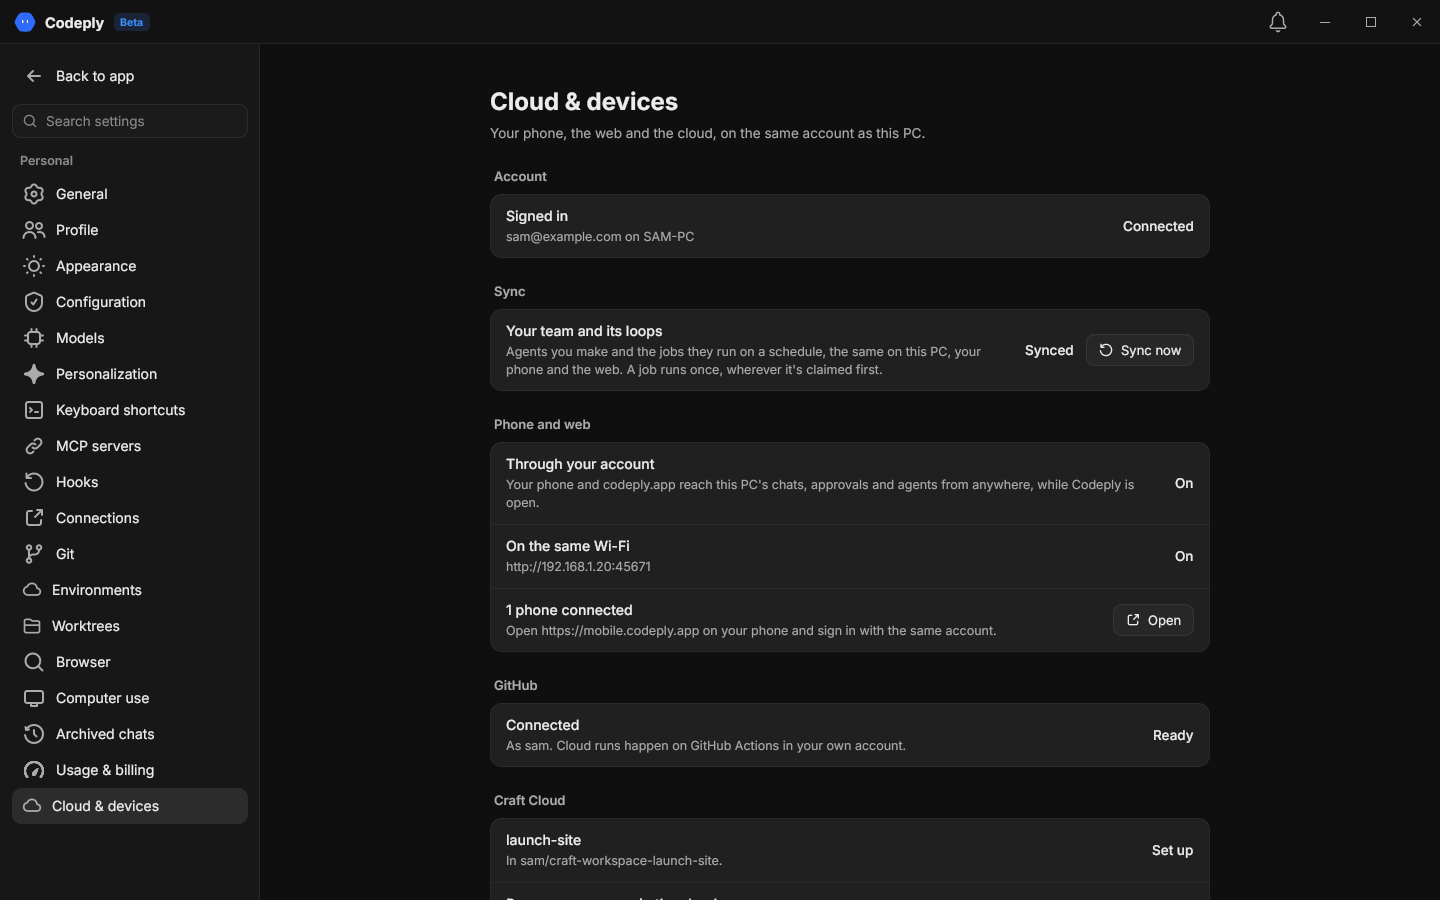 Codeply Beta
Back to app
Search settings
Personal
General
Profile
Appearance
Configuration
Models
Personalization
Keyboard shortcuts
MCP servers
Hooks
Connections
Git
Environments
Worktrees
Browser
Computer use
Archived chats
Usage & billing
Cloud & devices
Cloud & devices
Your phone, the web and the cloud, on the same account as this PC.
Account
Signed in
sam@example.com on SAM-PC
Connected
Sync
Your team and its loops
Agents you make and the jobs they run on a schedule, the same on this PC, your
phone and the web. A job runs once, wherever it's claimed first.
Synced
Sync now
Phone and web
Through your account
Your phone and codeply.app reach this PC's chats, approvals and agents from anywhere, while Codeply is
open.
On
On the same Wi-Fi
http://192.168.1.20:45671
On
1 phone connected
Open https://mobile.codeply.app on your phone and sign in with the same account.
Open
GitHub
Connected
As sam. Cloud runs happen on GitHub Actions in your own account.
Ready
Craft Cloud
launch-site
In sam/craft-workspace-launch-site.
Set up